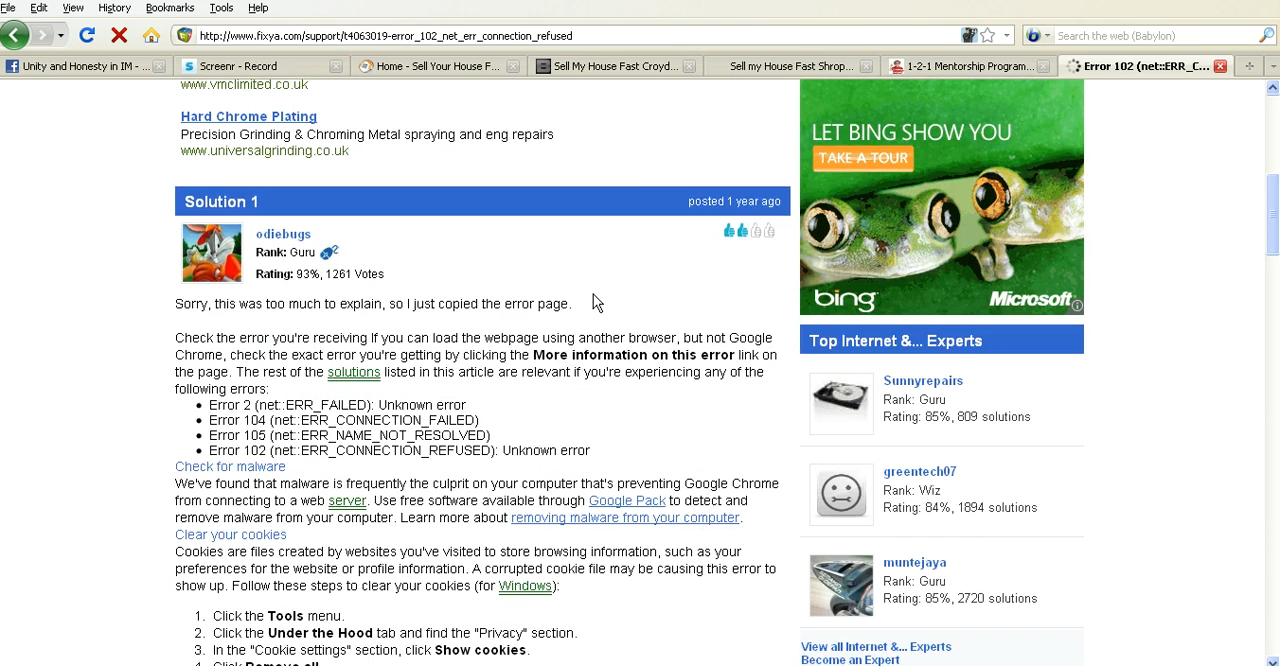 File Edit View History Bookmarks Tools Help
http://www.fixya.com/support/t4063019-error_102_net_err_connection_refused
Search the web (Babylon)
Unity and Honesty in IM - ...
Screenr - Record
Home - Sell Your House F...
Sell My House Fast Croyd...
Sell my House Fast Shrop...
1-2-1 Mentorship Program...
Error 102 (net::ERR_C...
www.vmclimited.co.uk
Hard Chrome Plating
Precision Grinding & Chroming Metal spraying and eng repairs
www.universalgrinding.co.uk
Solution 1
posted 1 year ago
odiebugs
Rank: Guru
Rating: 93%, 1261 Votes
Sorry, this was too much to explain, so I just copied the error page.
Check the error you're receiving If you can load the webpage using another browser, but not Google
Chrome, check the exact error you're getting by clicking the More information on this error link on
the page. The rest of the solutions listed in this article are relevant if you're experiencing any of the
following errors:
• Error 2 (net::ERR_FAILED): Unknown error
• Error 104 (net::ERR_CONNECTION_FAILED)
• Error 105 (net::ERR_NAME_NOT_RESOLVED)
• Error 102 (net::ERR_CONNECTION_REFUSED): Unknown error
Check for malware
We've found that malware is frequently the culprit on your computer that's preventing Google Chrome
from connecting to a web server. Use free software available through Google Pack to detect and
remove malware from your computer. Learn more about removing malware from your computer.
Clear your cookies
Cookies are files created by websites you've visited to store browsing information, such as your
preferences for the website or profile information. A corrupted cookie file may be causing this error to
show up. Follow these steps to clear your cookies (for Windows):
1. Click the Tools menu.
2. Click the Under the Hood tab and find the "Privacy" section.
3. In the "Cookie settings" section, click Show cookies.
4. Click Remove all.
LET BING SHOW YOU
TAKE A TOUR
bing
Microsoft
Top Internet &... Experts
Sunnyrepairs
Rank: Guru
Rating: 85%, 809 solutions
greentech07
Rank: Wiz
Rating: 84%, 1894 solutions
muntejaya
Rank: Guru
Rating: 85%, 2720 solutions
View all Internet &... Experts
Become an Expert